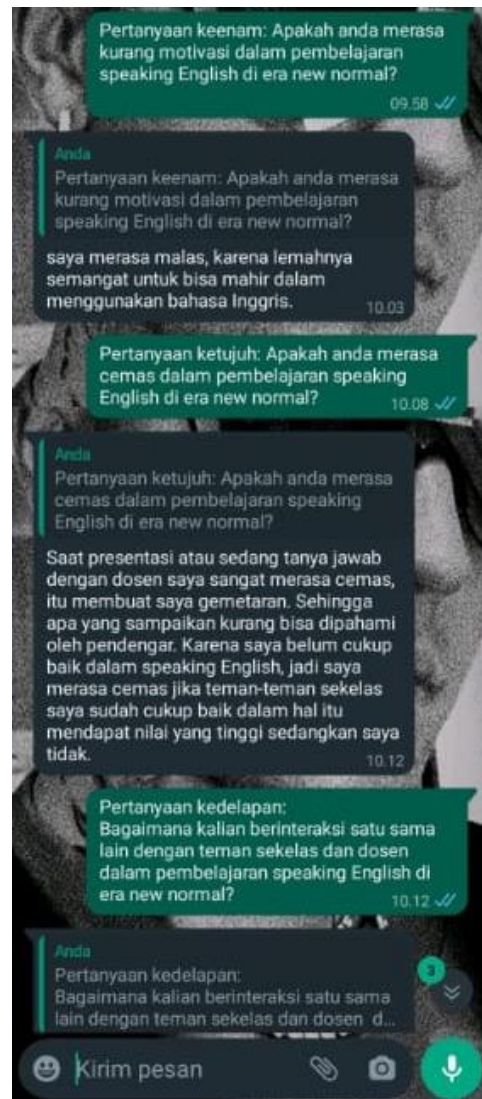 Pertanyaan keenam: Apakah anda merasa
kurang motivasi dalam pembelajaran
speaking English di era new normal?
09.58
Anda
Pertanyaan keenam: Apakah anda merasa
kurang motivasi dalam pembelajaran
speaking English di era new normal?
saya merasa malas, karena lemahnya
semangat untuk bisa mahir dalam
menggunakan bahasa Inggris.
10.03
Pertanyaan ketujuh: Apakah anda merasa
cemas dalam pembelajaran speaking
English di era new normal?
10.08
Anda
Pertanyaan ketujuh: Apakah anda merasa
cemas dalam pembelajaran speaking
English di era new normal?
Saat presentasi atau sedang tanya jawab
dengan dosen saya sangat merasa cemas,
itu membuat saya gemetaran. Sehingga
apa yang sampaikan kurang bisa dipahami
oleh pendengar. Karena saya belum cukup
baik dalam speaking English, jadi saya
merasa cemas jika teman-teman sekelas
saya sudah cukup baik dalam hal itu
mendapat nilai yang tinggi sedangkan saya
tidak.
10.12
Pertanyaan kedelapan:
Bagaimana kalian berinteraksi satu sama
lain dengan teman sekelas dan dosen
dalam pembelajaran speaking English di
era new normal?
10.12
Anda
Pertanyaan kedelapan:
Bagaimana kalian berinteraksi satu sama
lain dengan teman sekelas dan dosen d...
3
Kirim pesan